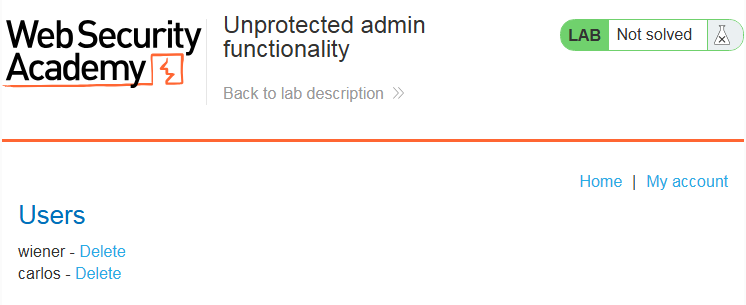 Web Security
Academy
Unprotected admin
functionality
Back to lab description
LAB Not solved
Home | My account
Users
wiener - Delete
carlos - Delete